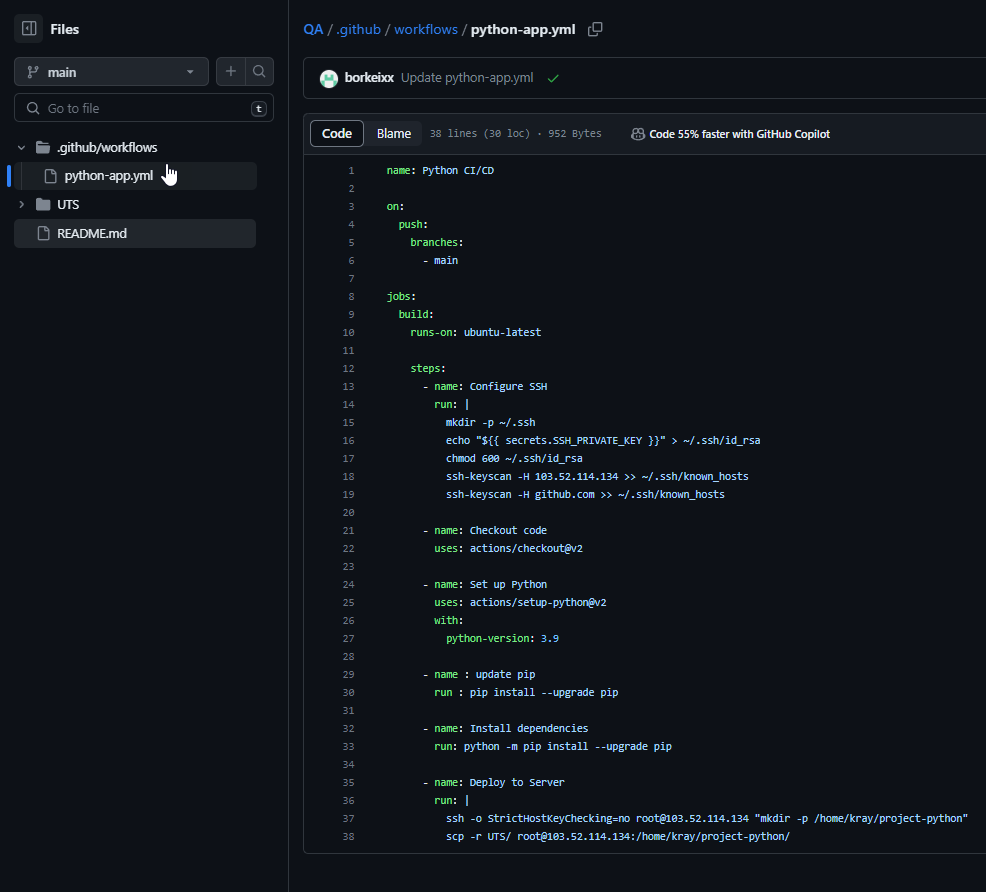 Files
main
Go to file
t
.github/workflows
python-app.yml
UTS
README.md
QA / .github / workflows / python-app.yml
borkeixx Update python-app.yml
Code Blame 38 lines (30 loc) · 952 Bytes Code 55% faster with GitHub Copilot
1 name: Python CI/CD
2
3 on:
4 push:
5 branches:
6 - main
7
8 jobs:
9 build:
10 runs-on: ubuntu-latest
11
12 steps:
13 - name: Configure SSH
14 run: |
15 mkdir -p ~/.ssh
16 echo "${{ secrets.SSH_PRIVATE_KEY }}" > ~/.ssh/id_rsa
17 chmod 600 ~/.ssh/id_rsa
18 ssh-keyscan -H 103.52.114.134 >> ~/.ssh/known_hosts
19 ssh-keyscan -H github.com >> ~/.ssh/known_hosts
20
21 - name: Checkout code
22 uses: actions/checkout@v2
23
24 - name: Set up Python
25 uses: actions/setup-python@v2
26 with:
27 python-version: 3.9
28
29 - name : update pip
30 run : pip install --upgrade pip
31
32 - name: Install dependencies
33 run: python -m pip install --upgrade pip
34
35 - name: Deploy to Server
36 run: |
37 ssh -o StrictHostKeyChecking=no root@103.52.114.134 "mkdir -p /home/kray/project-python"
38 scp -r UTS/ root@103.52.114.134:/home/kray/project-python/